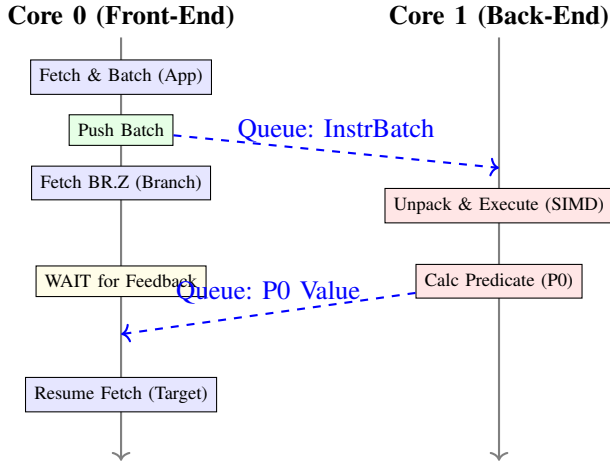 Core 0 (Front-End)
Core 1 (Back-End)
Fetch & Batch (App)
Push Batch
Queue: InstrBatch
Fetch BR.Z (Branch)
Unpack & Execute (SIMD)
WAIT for Feedback
Calc Predicate (P0)
Queue: P0 Value
Resume Fetch (Target)